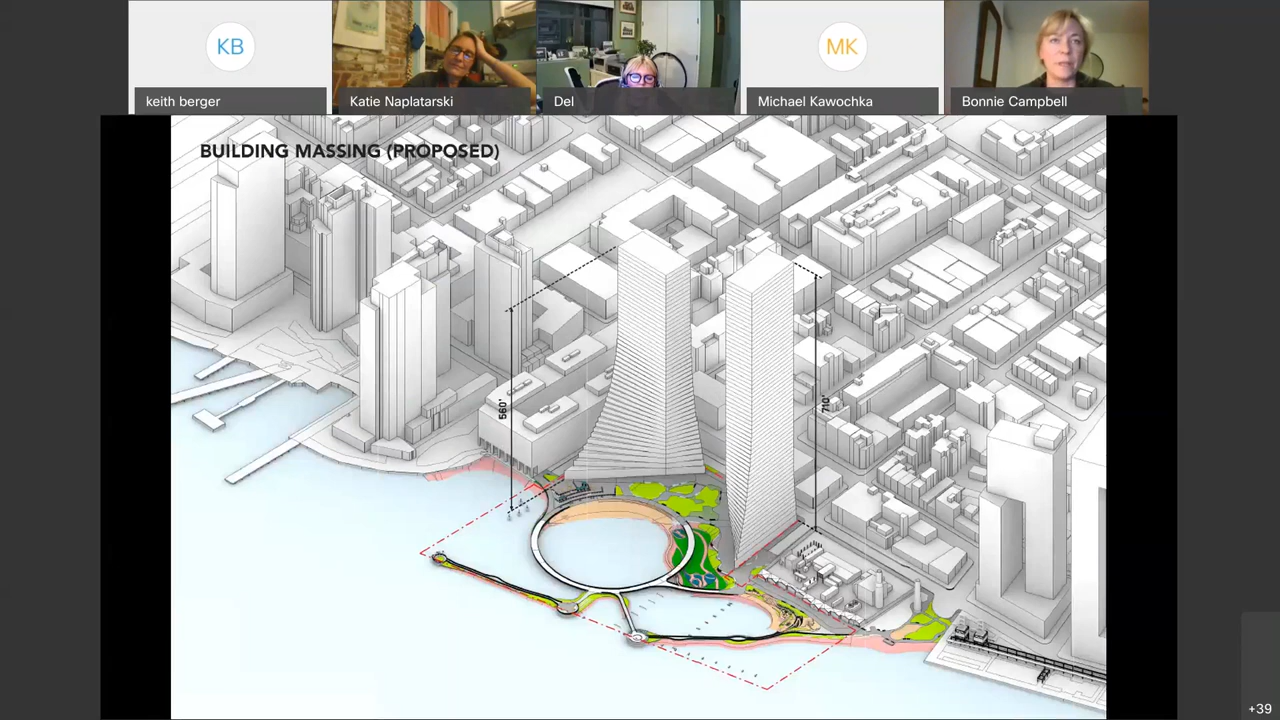 KB
MK
keith berger
Katie Naplatarski
Del
Michael Kawochka
Bonnie Campbell
BUILDING MASSING (PROPOSED)
560'
710'
+39